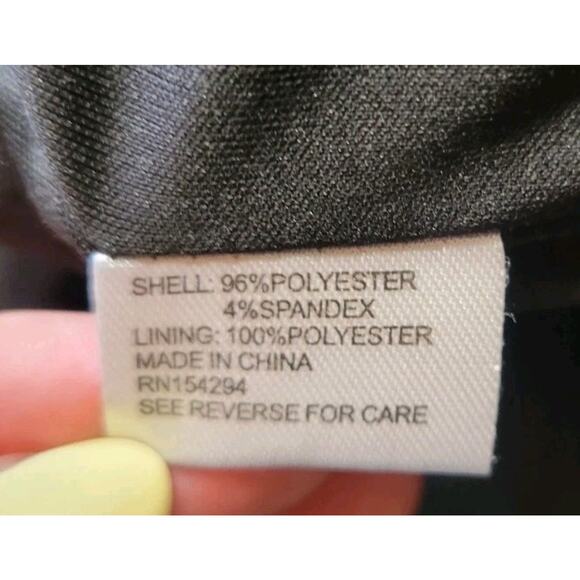 SHELL: 96%POLYESTER
4%SPANDEX
LINING: 100%POLYESTER
MADE IN CHINA
RN154294
SEE REVERSE FOR CARE